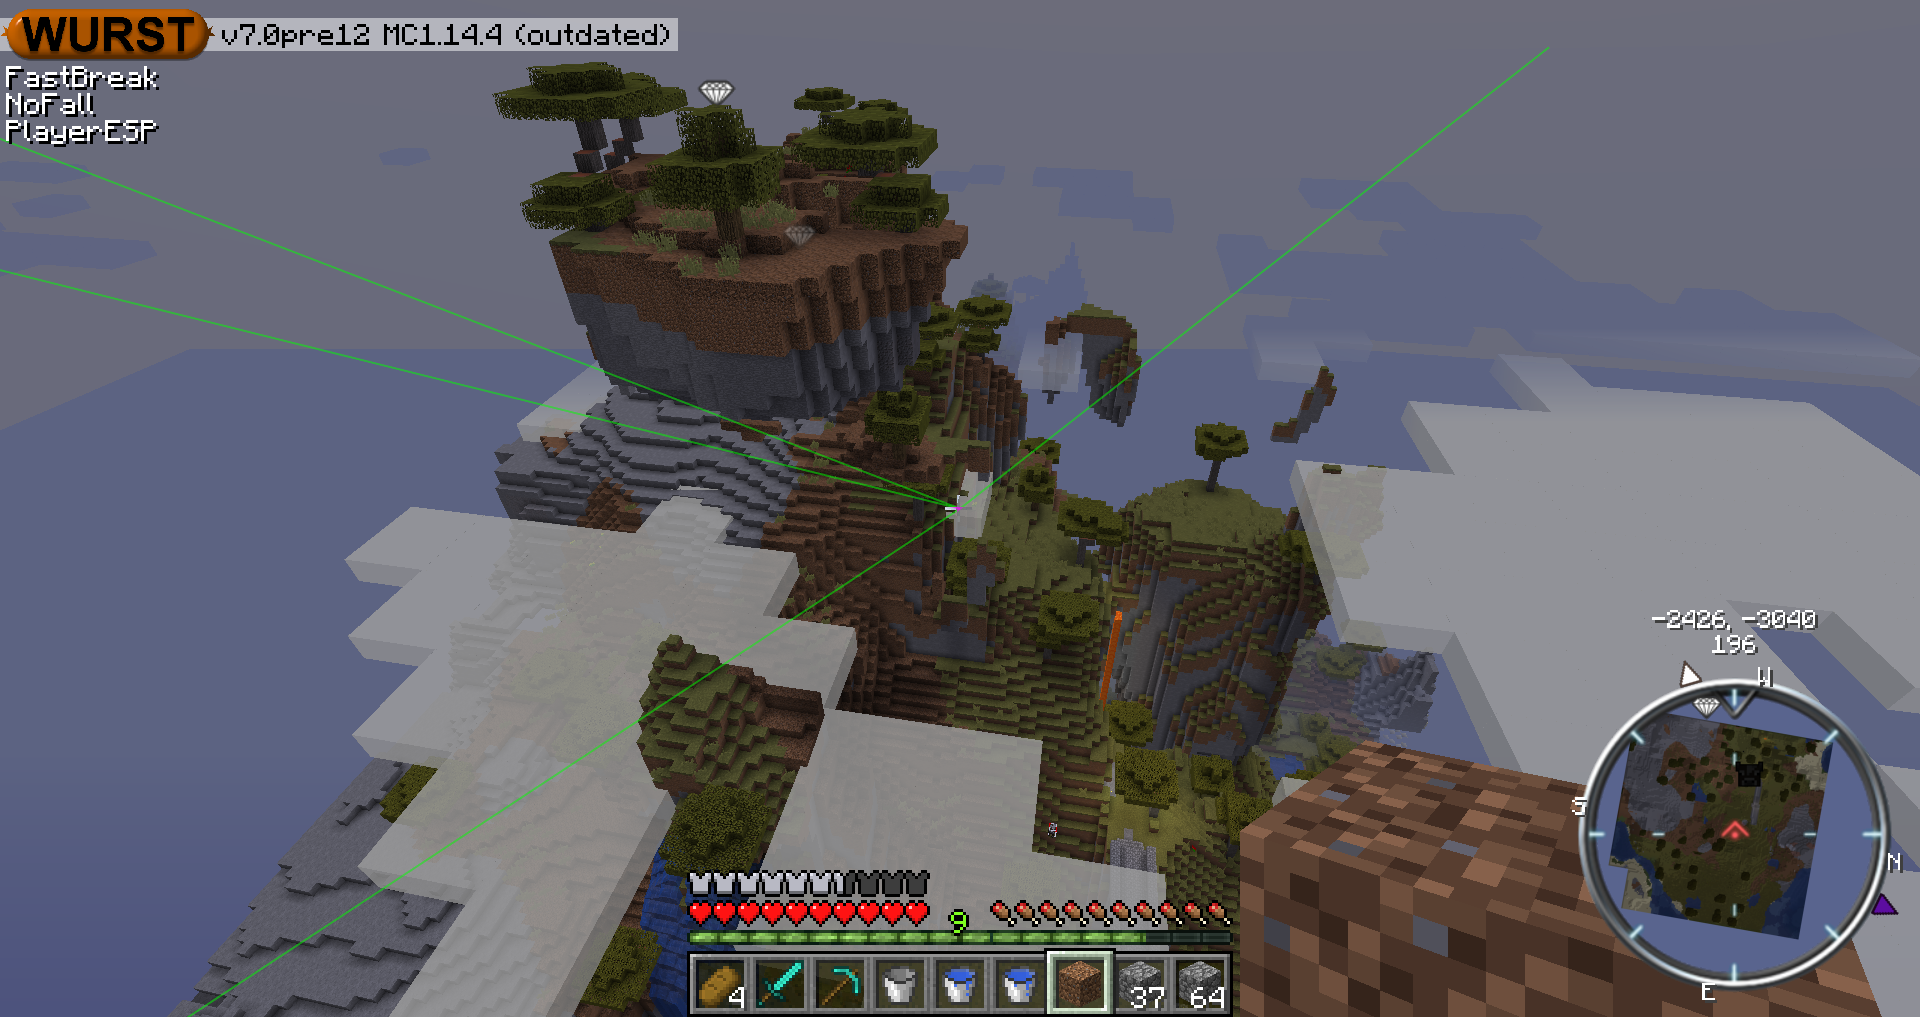 WURST v7.0pre12 MC1.14.4 (outdated)
FastBreak
NoFall
PlayerESP
-2426, -3040
196
W
S
N
E
9
4
37
64